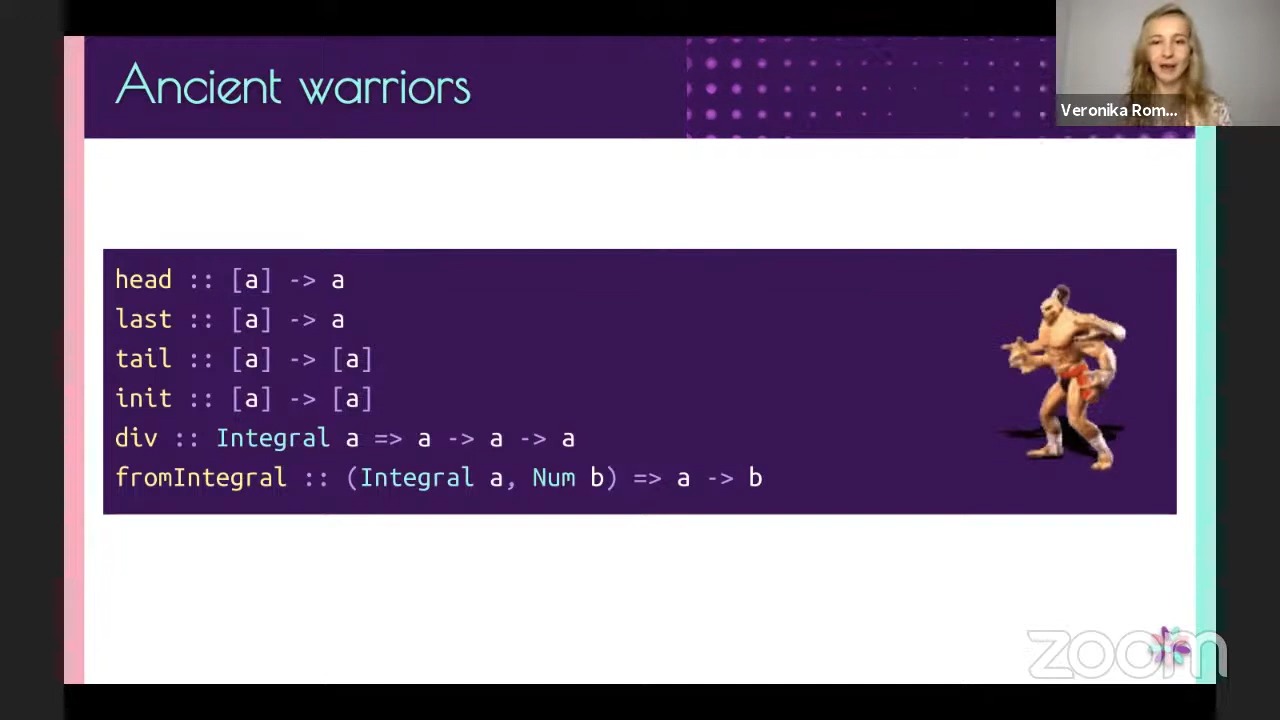 Ancient warriors
Veronika Rom...
head :: [a] -> a
last :: [a] -> a
tail :: [a] -> [a]
init :: [a] -> [a]
div :: Integral a => a -> a -> a
fromIntegral :: (Integral a, Num b) => a -> b
zoom